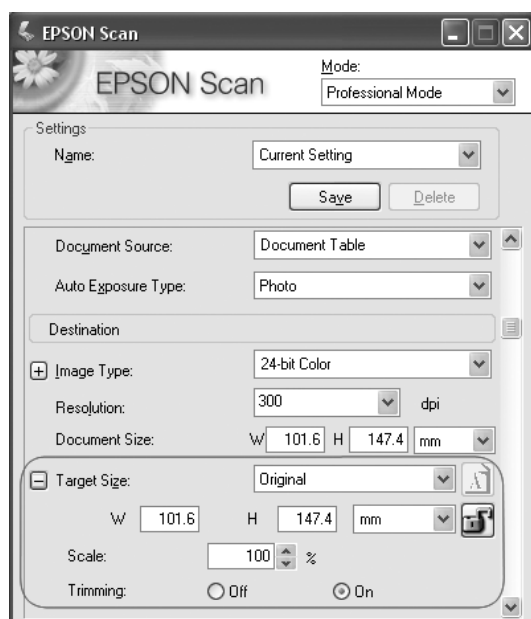 EPSON Scan
EPSON Scan
Mode:
Professional Mode
Settings
Name: Current Setting
Save Delete
Document Source: Document Table
Auto Exposure Type: Photo
Destination
Image Type: 24-bit Color
Resolution: 300 dpi
Document Size: W 101.6 H 147.4 mm
Target Size: Original A
W 101.6 H 147.4 mm
Scale: 100 %
Trimming: Off On